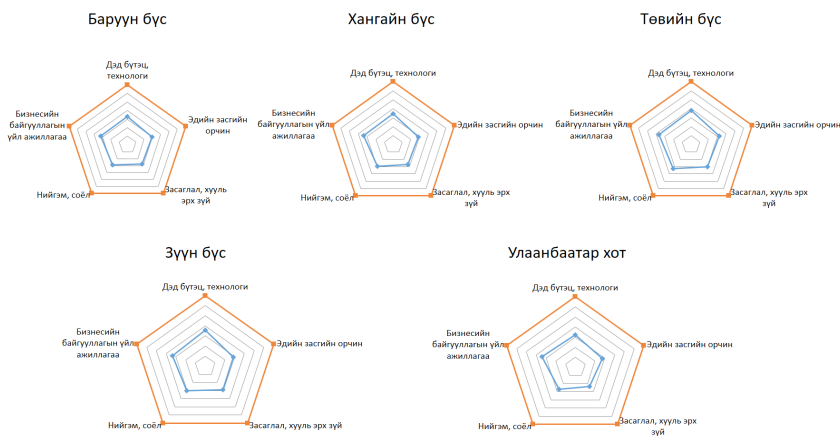 Баруун бүс
Дэд бүтэц,
технологи
Эдийн засгийн
орчин
Засаглал, хууль
эрх зүй
Нийгэм, соёл
Бизнесийн
байгууллагын
үйл ажиллагаа
Хангайн бүс
Дэд бүтэц, технологи
Эдийн засгийн орчин
Засаглал, хууль эрх
зүй
Нийгэм, соёл
Бизнесийн
байгууллагын үйл
ажиллагаа
Төвийн бүс
Дэд бүтэц, технологи
Эдийн засгийн орчин
Засаглал, хууль эрх
зүй
Нийгэм, соёл
Бизнесийн
байгууллагын үйл
ажиллагаа
Зүүн бүс
Дэд бүтэц, технологи
Эдийн засгийн орчин
Засаглал, хууль эрх зүй
Нийгэм, соёл
Бизнесийн
байгууллагын үйл
ажиллагаа
Улаанбаатар хот
Дэд бүтэц, технологи
Эдийн засгийн орчин
Засаглал, хууль эрх
зүй
Нийгэм, соёл
Бизнесийн
байгууллагын үйл
ажиллагаа